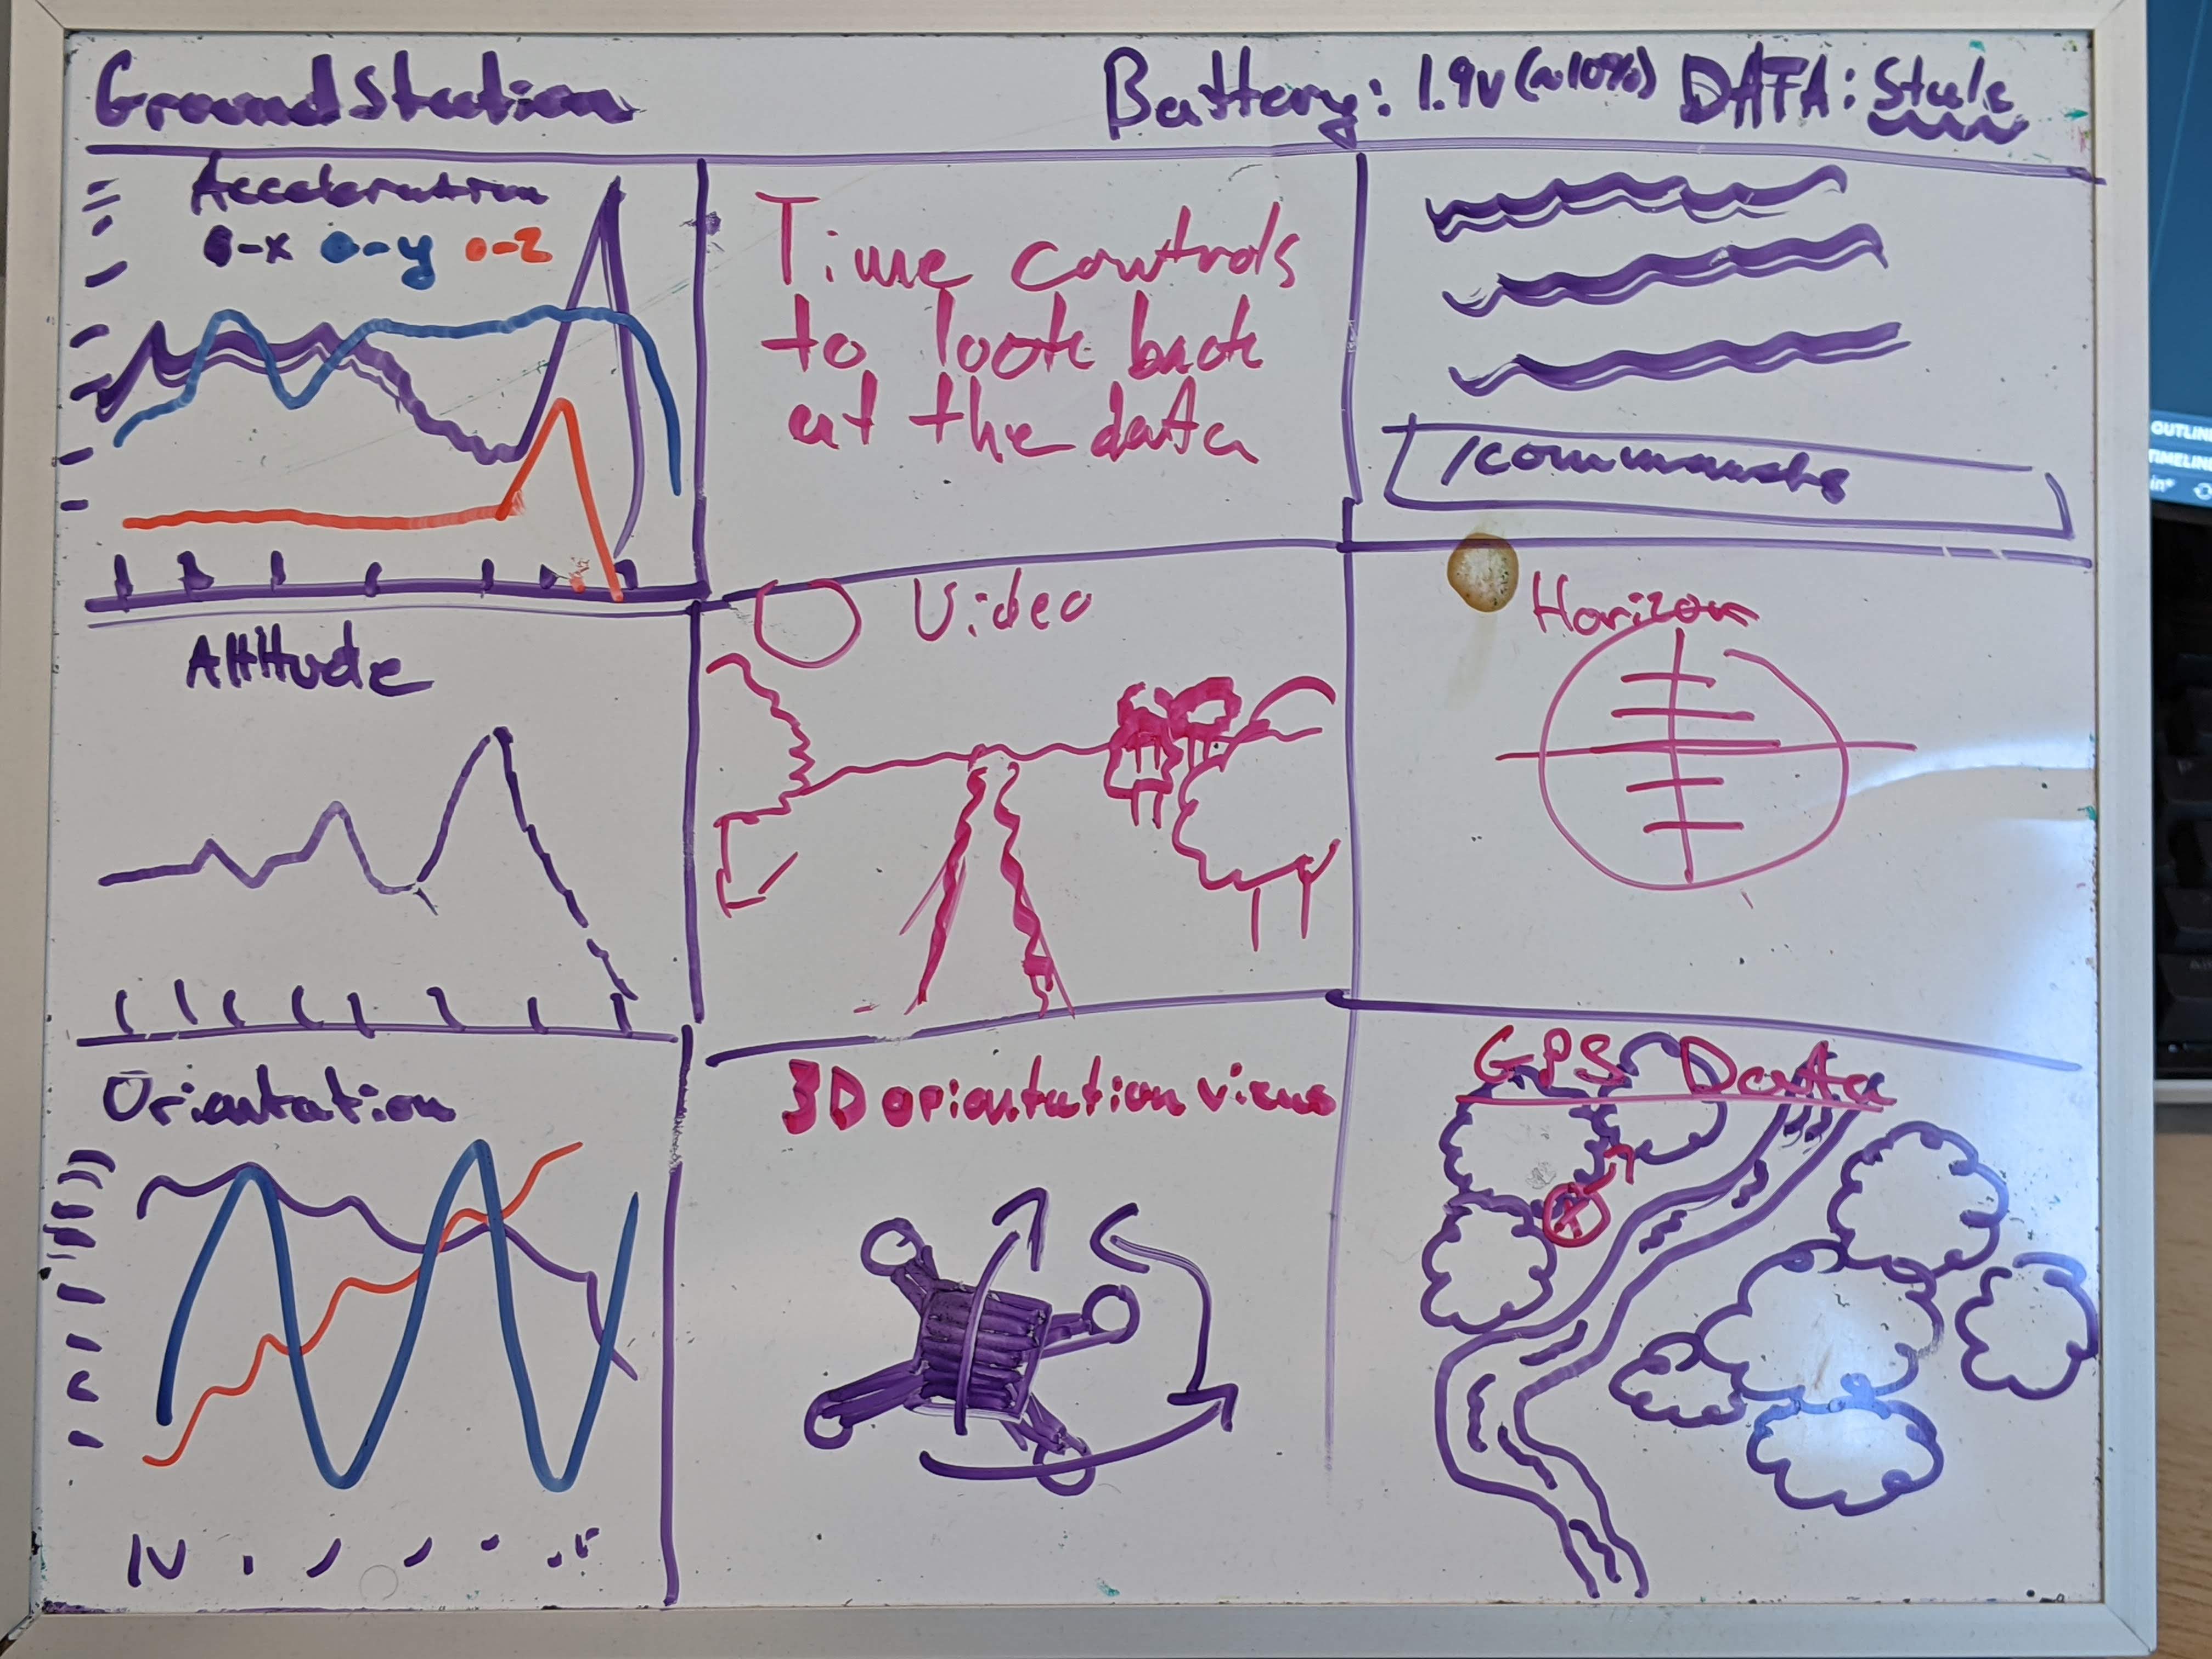 Ground Station
Battery: 1.9v (~10%) DATA: Stale
Acceleration
-x -y -z
Time controls
to look back
at the data
/commands
Altitude
Video
Horizon
Orientation
3D orientation views
GPS Data
OUTLINE
TIMELINE